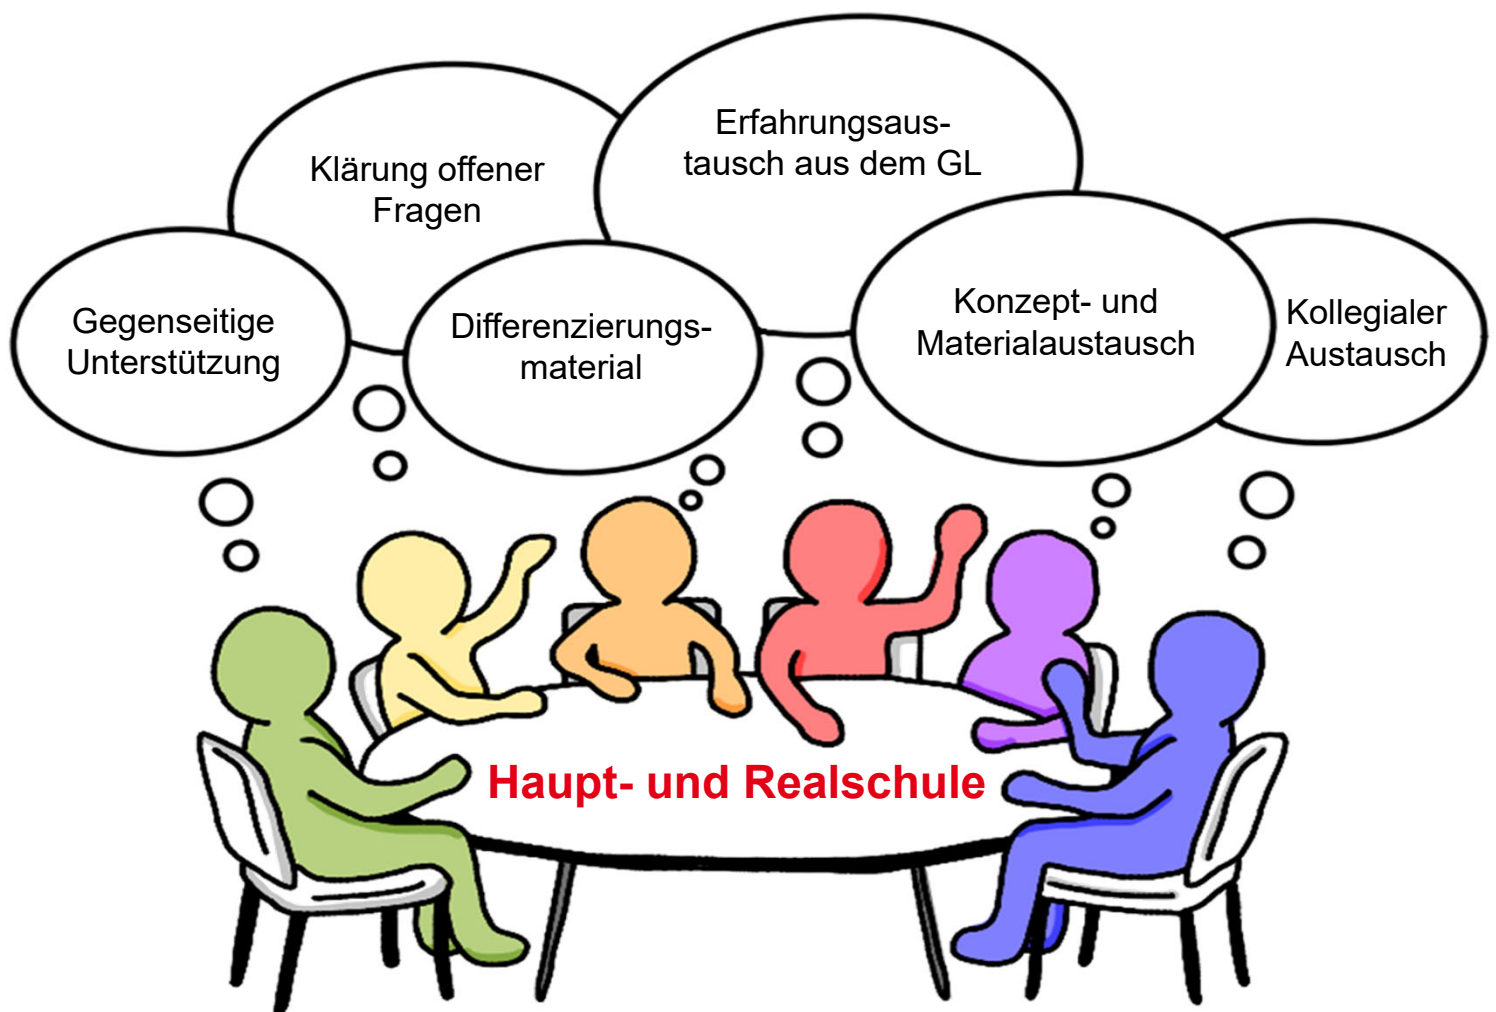 Erfahrungsaus-
tausch aus dem GL
Klärung offener
Fragen
Gegenseitige
Unterstützung
Differenzierungs-
material
Konzept- und
Materialaustausch
Kollegialer
Austausch
Haupt- und Realschule